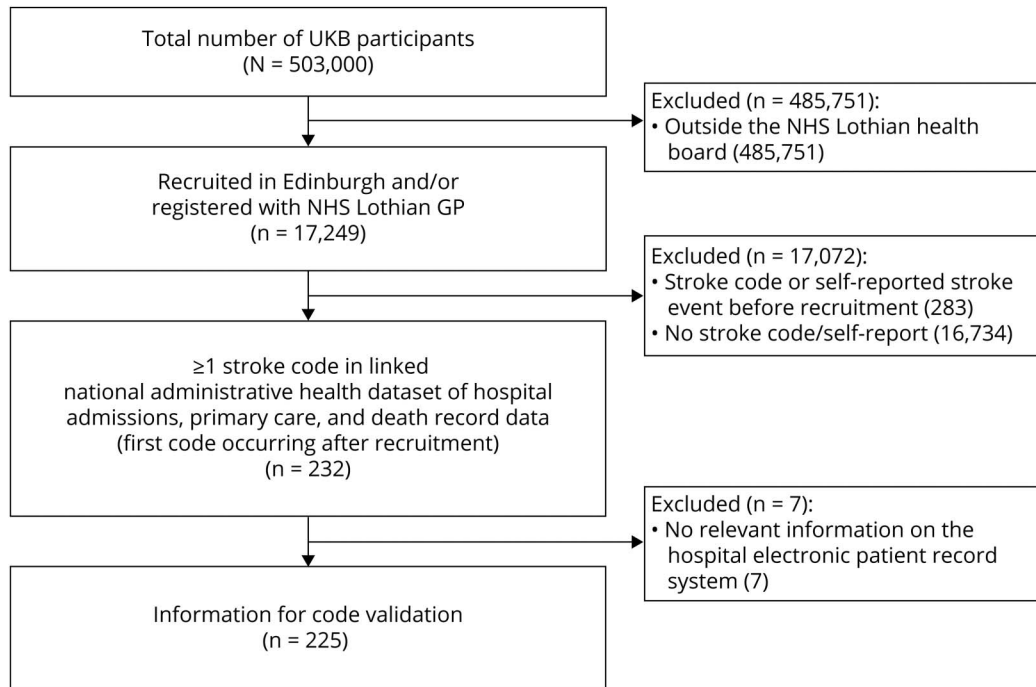 Total number of UKB participants
(N = 503,000)
Excluded (n = 485,751):
• Outside the NHS Lothian health
board (485,751)
Recruited in Edinburgh and/or
registered with NHS Lothian GP
(n = 17,249)
Excluded (n = 17,072):
• Stroke code or self-reported stroke
event before recruitment (283)
• No stroke code/self-report (16,734)
≥1 stroke code in linked
national administrative health dataset of hospital
admissions, primary care, and death record data
(first code occurring after recruitment)
(n = 232)
Excluded (n = 7):
• No relevant information on the
hospital electronic patient record
system (7)
Information for code validation
(n = 225)